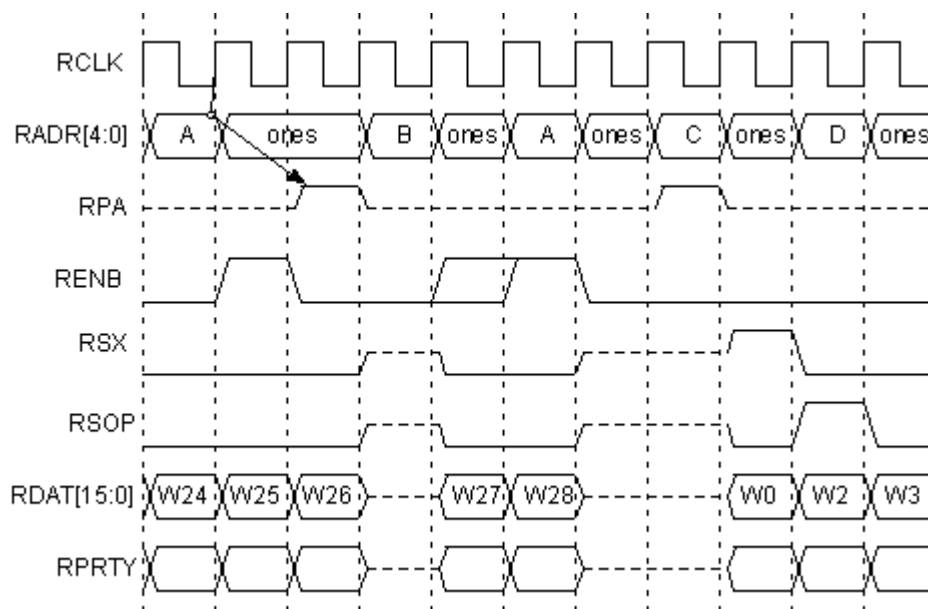 RCLK
RADR[4:0] A ones B ones A ones C ones D ones
RPA
RENB
RSX
RSOP
RDAT[15:0] W24 W25 W26 W27 W28 W0 W2 W3
RPRTY